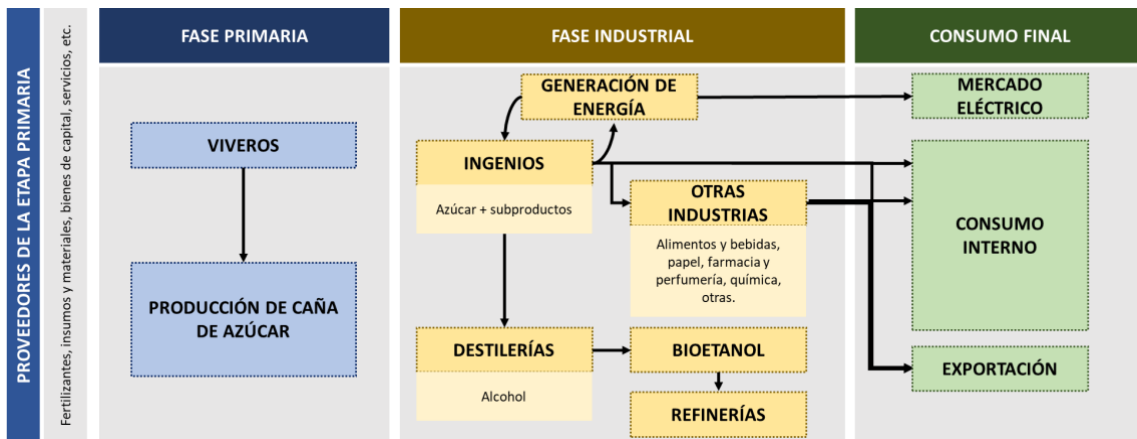 PROVEEDORES DE LA ETAPA PRIMARIA
Fertilizantes, insumos y materiales, bienes de capital, servicios, etc.
FASE PRIMARIA
VIVEROS
PRODUCCIÓN DE CAÑA
DE AZÚCAR
FASE INDUSTRIAL
GENERACIÓN DE
ENERGÍA
INGENIOS
Azúcar + subproductos
OTRAS
INDUSTRIAS
Alimentos y bebidas,
papel, farmacia y
perfumería, química,
otras.
DESTILERÍAS
Alcohol
BIOETANOL
REFINERÍAS
CONSUMO FINAL
MERCADO
ELÉCTRICO
CONSUMO
INTERNO
EXPORTACIÓN